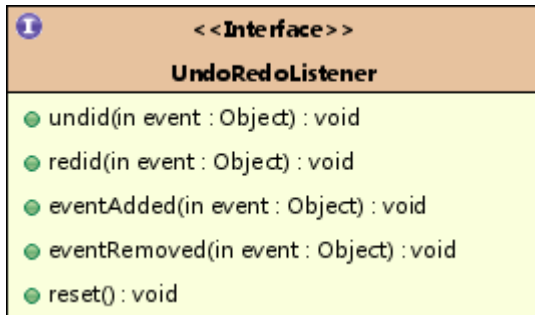 I
<<Interface>>
UndoRedoListener
undid(in event : Object) : void
redid(in event : Object) : void
eventAdded(in event : Object) : void
eventRemoved(in event : Object) : void
reset() : void